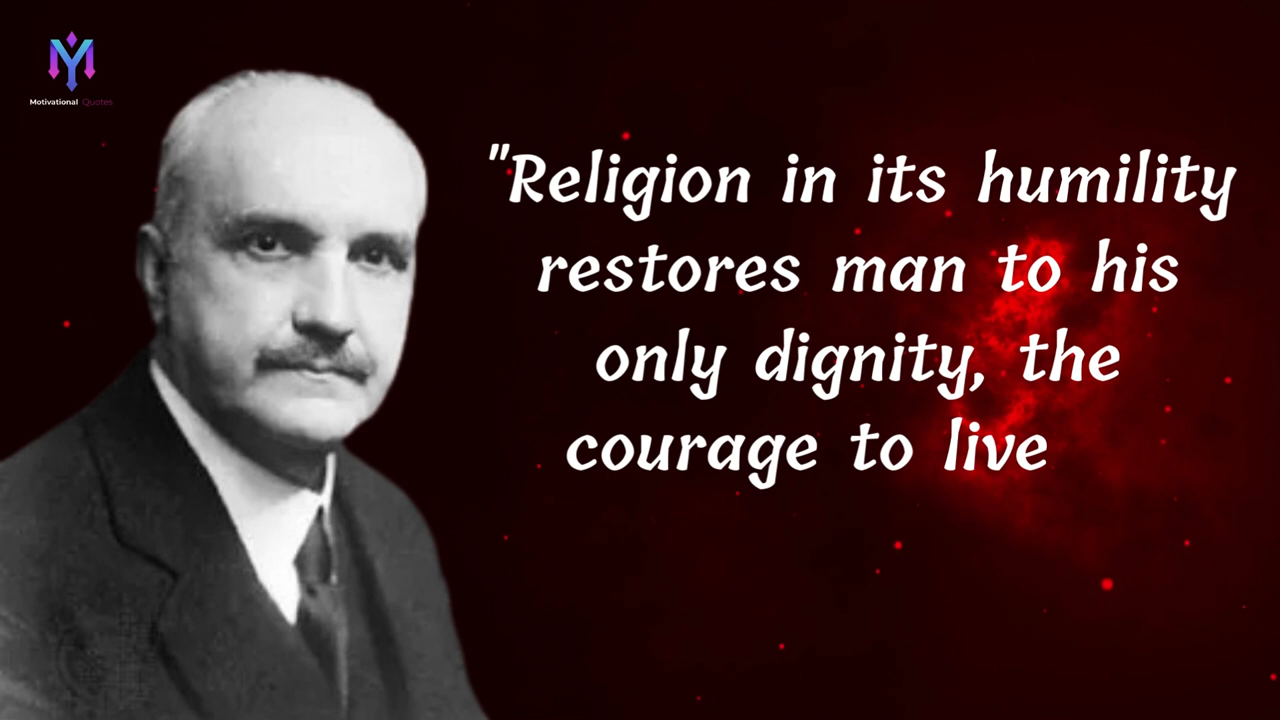 Motivational Quotes
"Religion in its humility
restores man to his
only dignity, the
courage to live